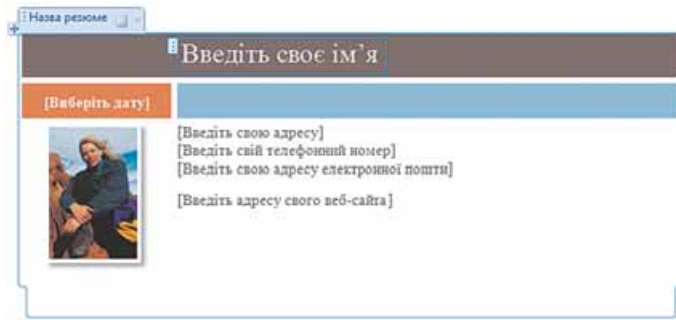 Назва резюме
Введіть своє ім’я
[Виберіть дату]
[Введіть свою адресу]
[Введіть свій телефонний номер]
[Введіть свою адресу електронної пошти]
[Введіть адресу свого веб-сайта]